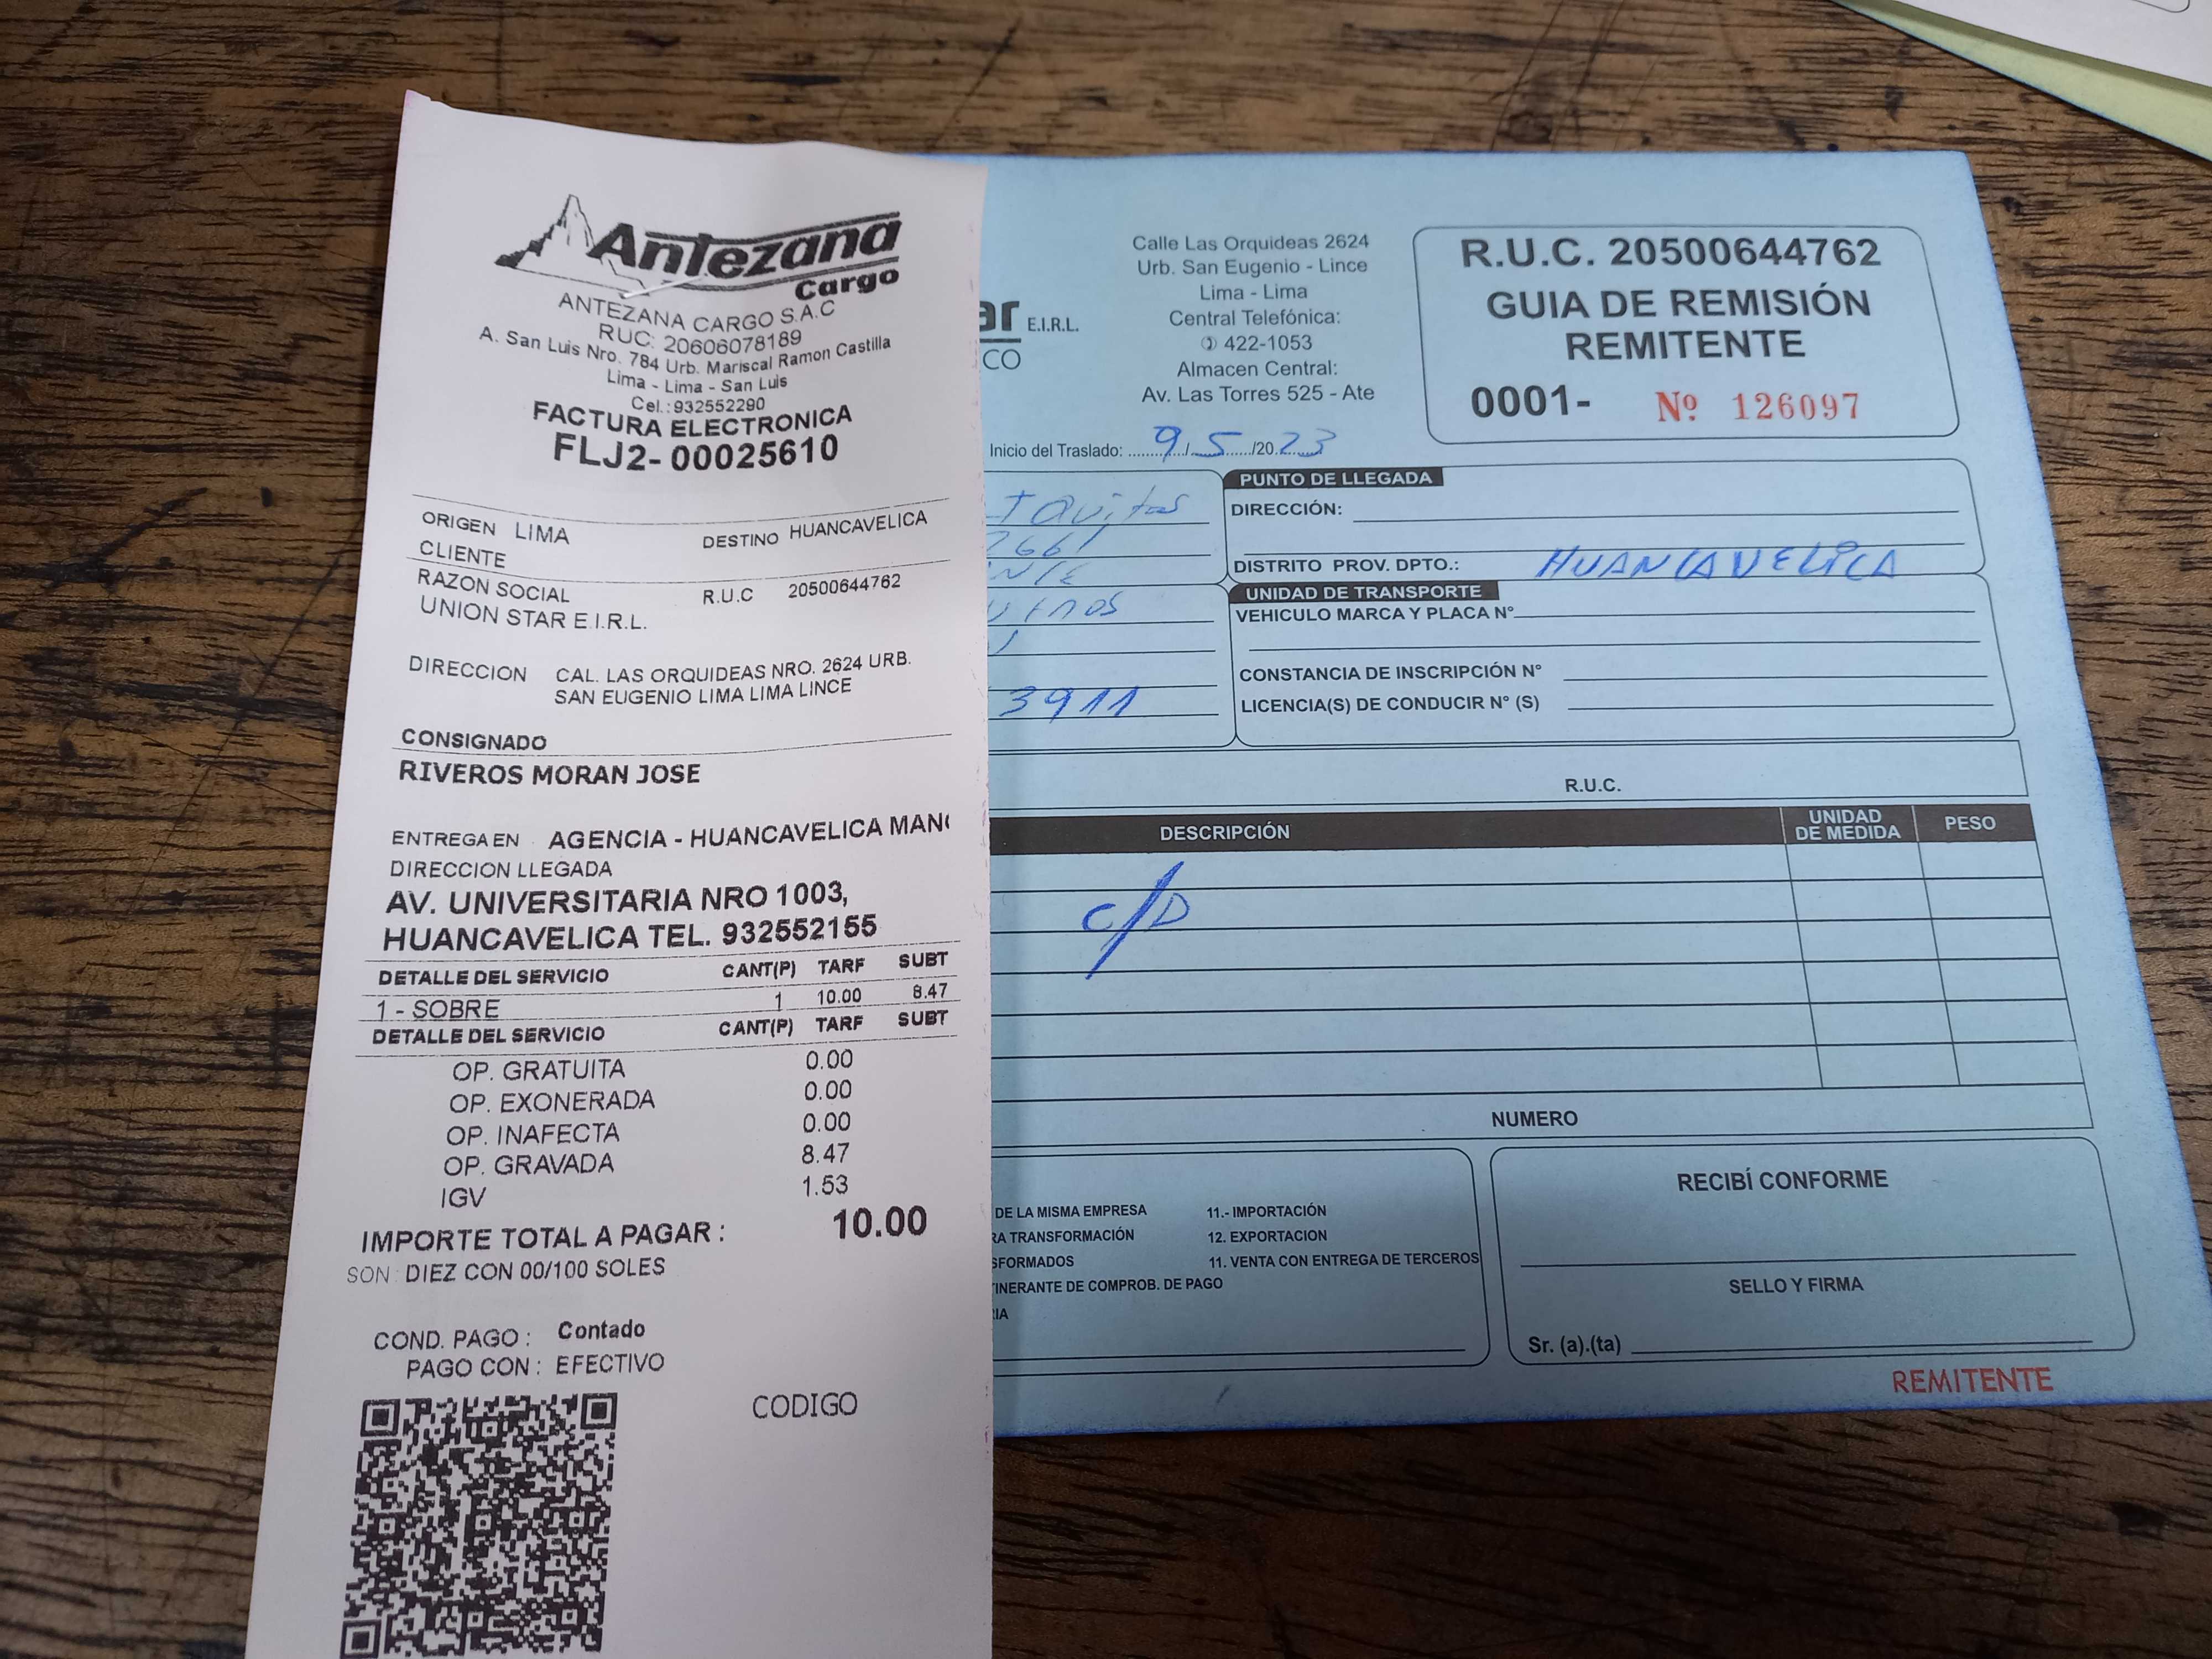 Antezana
Cargo
ANTEZANA CARGO S.A.C
RUC: 20606078189
A. San Luis Nro. 784 Urb. Mariscal Ramon Castilla
Lima - Lima - San Luis
Cel.:932552290
FACTURA ELECTRONICA
FLJ2- 00025610
ORIGEN LIMA DESTINO HUANCAVELICA
CLIENTE
RAZON SOCIAL R.U.C 20500644762
UNION STAR E.I.R.L.
DIRECCION CAL. LAS ORQUIDEAS NRO. 2624 URB.
SAN EUGENIO LIMA LIMA LINCE
CONSIGNADO
RIVEROS MORAN JOSE
ENTREGA EN AGENCIA - HUANCAVELICA
DIRECCION LLEGADA
AV. UNIVERSITARIA NRO 1003,
HUANCAVELICA TEL. 932552155
DETALLE DEL SERVICIO CANT(P) TARF SUBT
1 - SOBRE 1 10.00 8.47
DETALLE DEL SERVICIO CANT(P) TARF SUBT
OP. GRATUITA 0.00
OP. EXONERADA 0.00
OP. INAFECTA 0.00
OP. GRAVADA 8.47
IGV 1.53
IMPORTE TOTAL A PAGAR : 10.00
SON : DIEZ CON 00/100 SOLES
COND. PAGO : Contado
PAGO CON : EFECTIVO
CODIGO
E.I.R.L.
Calle Las Orquideas 2624
Urb. San Eugenio - Lince
Lima - Lima
Central Telefónica:
422-1053
Almacen Central:
Av. Las Torres 525 - Ate
R.U.C. 20500644762
GUIA DE REMISIÓN
REMITENTE
0001- Nº 126097
Inicio del Traslado: 9/5/2023
3911
PUNTO DE LLEGADA
DIRECCIÓN:
DISTRITO PROV. DPTO.: HUANCAVELICA
UNIDAD DE TRANSPORTE
VEHICULO MARCA Y PLACA N°
CONSTANCIA DE INSCRIPCIÓN N°
LICENCIA(S) DE CONDUCIR N° (S)
R.U.C.
DESCRIPCIÓN UNIDAD DE MEDIDA PESO
C/D
NUMERO
DE LA MISMA EMPRESA 11.- IMPORTACIÓN
TRANSFORMACIÓN 12. EXPORTACION
11. VENTA CON ENTREGA DE TERCEROS
DE COMPROB. DE PAGO
RECIBÍ CONFORME
SELLO Y FIRMA
Sr. (a).(ta)
REMITENTE